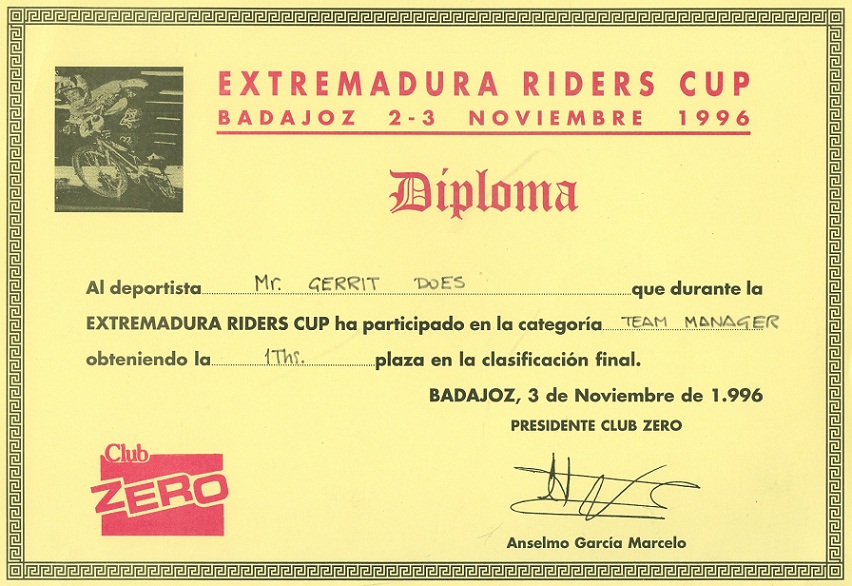 EXTREMADURA RIDERS CUP
BADAJOZ 2-3 NOVIEMBRE 1996
Diploma
Al deportista Mr. GERRIT DOES que durante la
EXTREMADURA RIDERS CUP ha participado en la categoría TEAM MANAGER
obteniendo la 1Ths. plaza en la clasificación final.
BADAJOZ, 3 de Noviembre de 1.996
PRESIDENTE CLUB ZERO
Club
ZERO
Anselmo García Marcelo